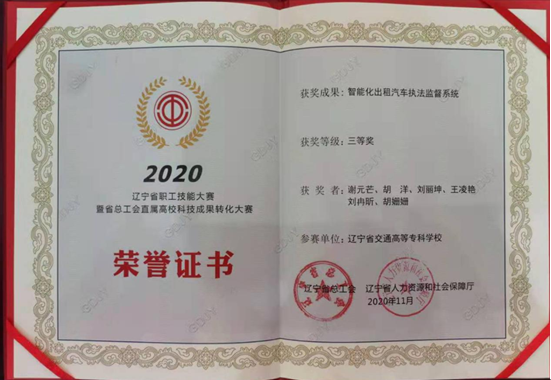 2020
辽宁省职工技能大赛
暨省总工会直属高校科技成果转化大赛
荣誉证书
获奖成果：智能化出租汽车执法监督系统
获奖等级：三等奖
获奖者：谢元芒、胡洋、刘丽坤、王凌艳
刘冉昕、胡姗姗
参赛单位：辽宁省交通高等专科学校
辽宁省总工会 辽宁省人力资源和社会保障厅
2020年11月